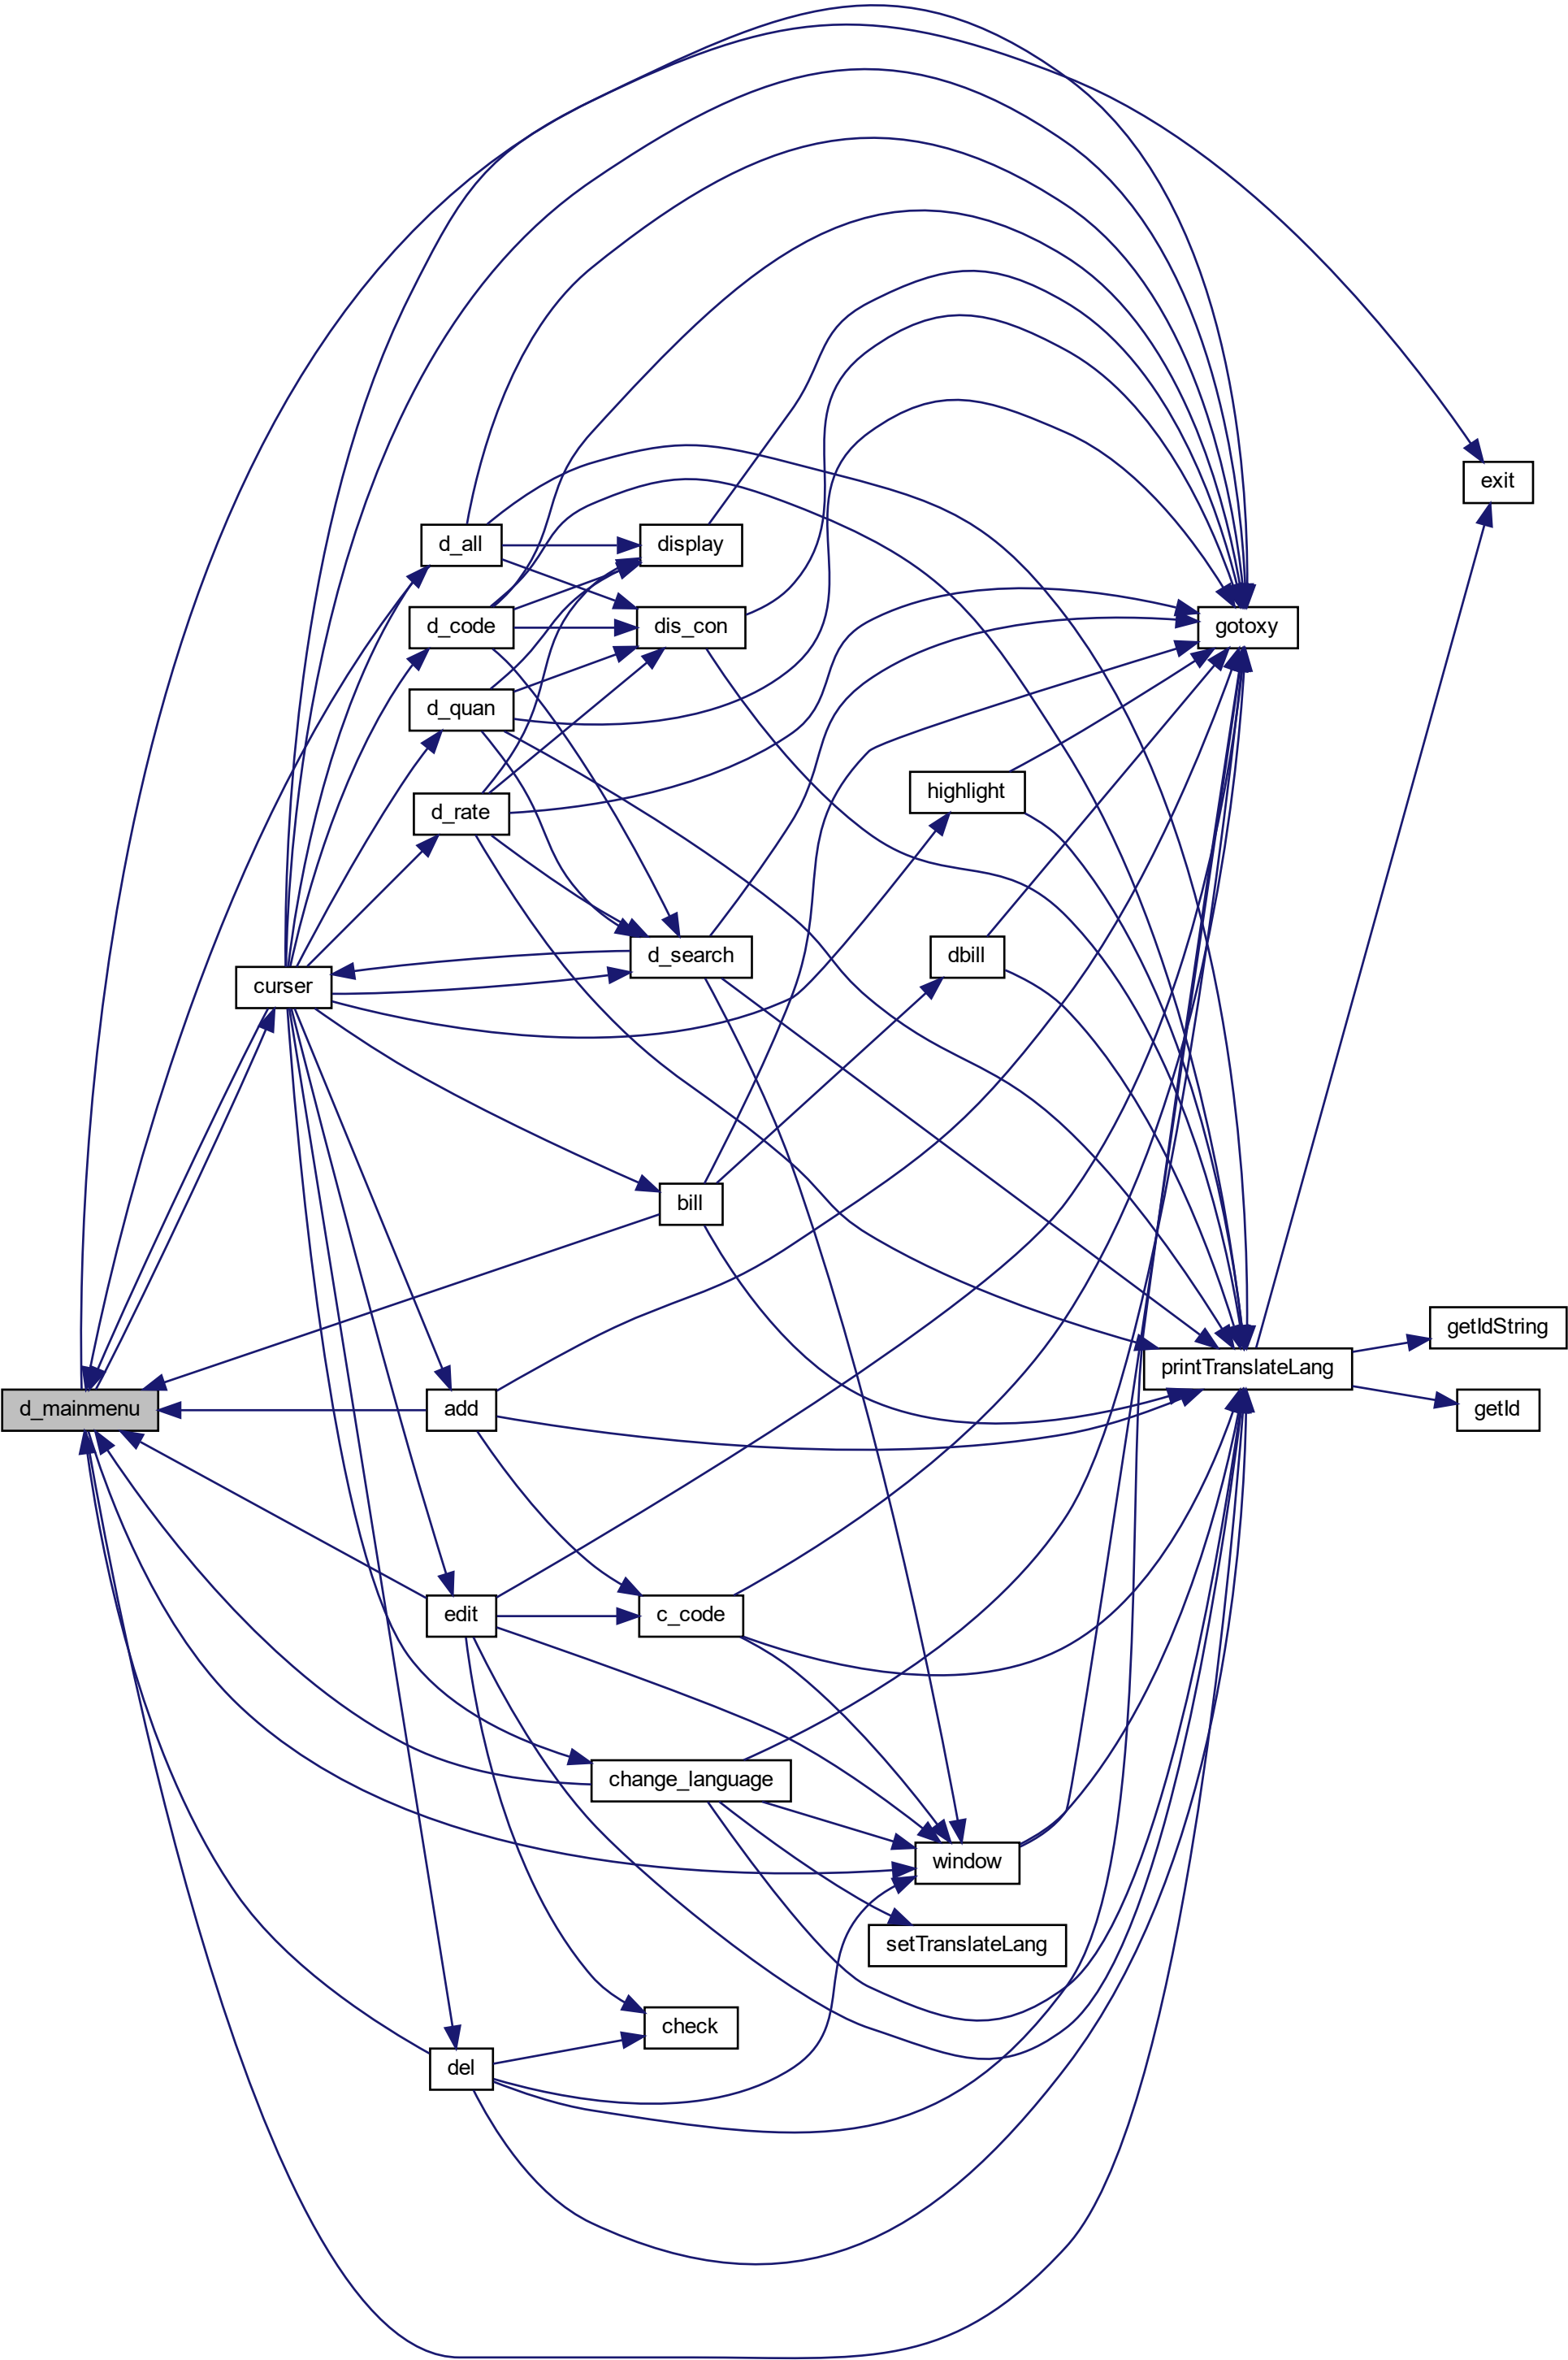 exit
d_all
display
d_code
dis_con
gotoxy
d_quan
highlight
d_rate
d_search
dbill
curser
bill
getIdString
printTranslateLang
d_mainmenu
add
getId
edit
c_code
change_language
window
setTranslateLang
check
del